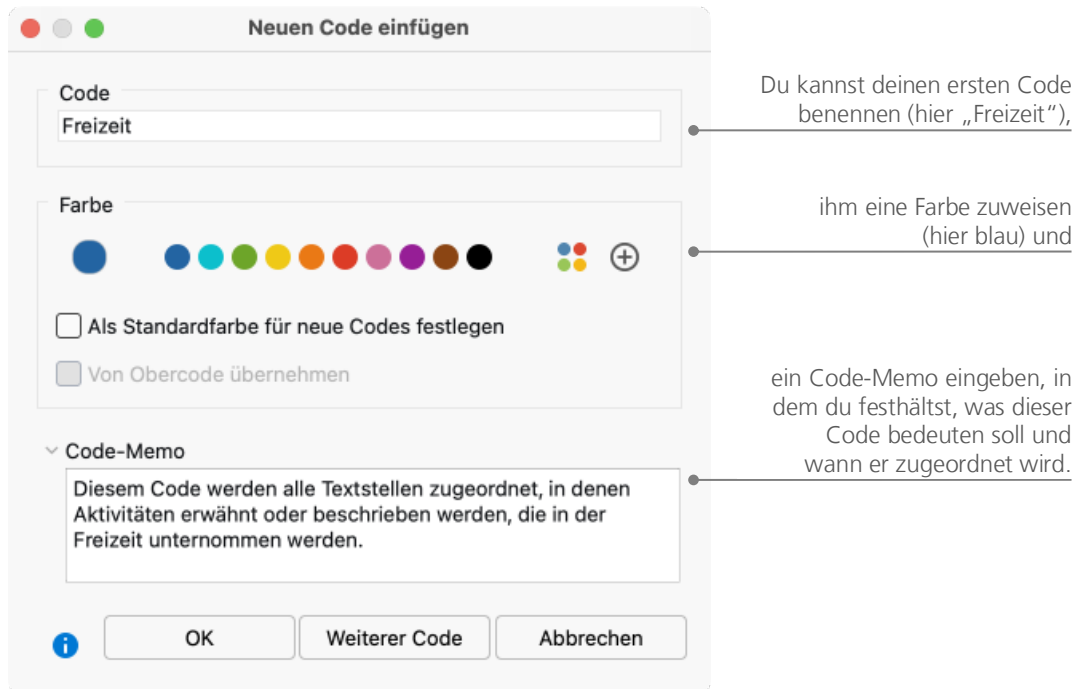 Neuen Code einfügen
Code
Freizeit
Du kannst deinen ersten Code
benennen (hier „Freizeit“),
Farbe
ihm eine Farbe zuweisen
(hier blau) und
Als Standardfarbe für neue Codes festlegen
Von Obercode übernehmen
ein Code-Memo eingeben, in
dem du festhältst, was dieser
Code bedeuten soll und
wann er zugeordnet wird.
Code-Memo
Diesem Code werden alle Textstellen zugeordnet, in denen
Aktivitäten erwähnt oder beschrieben werden, die in der
Freizeit unternommen werden.
OK
Weiterer Code
Abbrechen